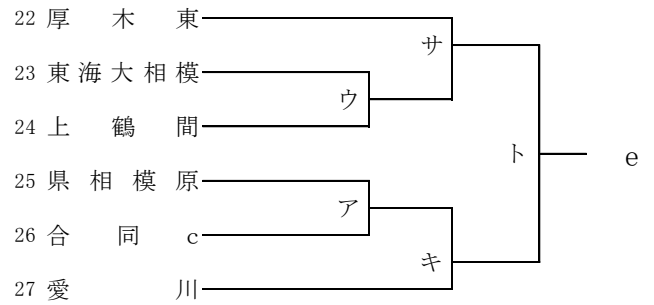 22 厚木東
サ
23 東海大相模
ウ
24 上鶴間
ト e
25 県相模原
ア
26 合同c
キ
27 愛川